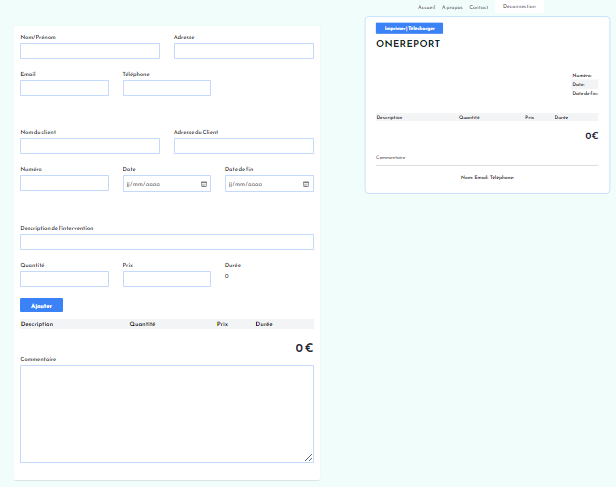 Accueil A propos Contact Déconnection
Nom/Prénom Adresse
Email Téléphone
Nom du client Adresse du Client
Numéro Date Date de fin
jj/mm/aaaa jj/mm/aaaa
Description de l'intervention
Quantité Prix Durée
0
Ajouter
Description Quantité Prix Durée
0 €
Commentaire
Imprimer|Télécharger
ONEREPORT
Numéro:
Date:
Date de fin:
Description Quantité Prix Durée
0€
Commentaire
Nom: Email: Téléphone: